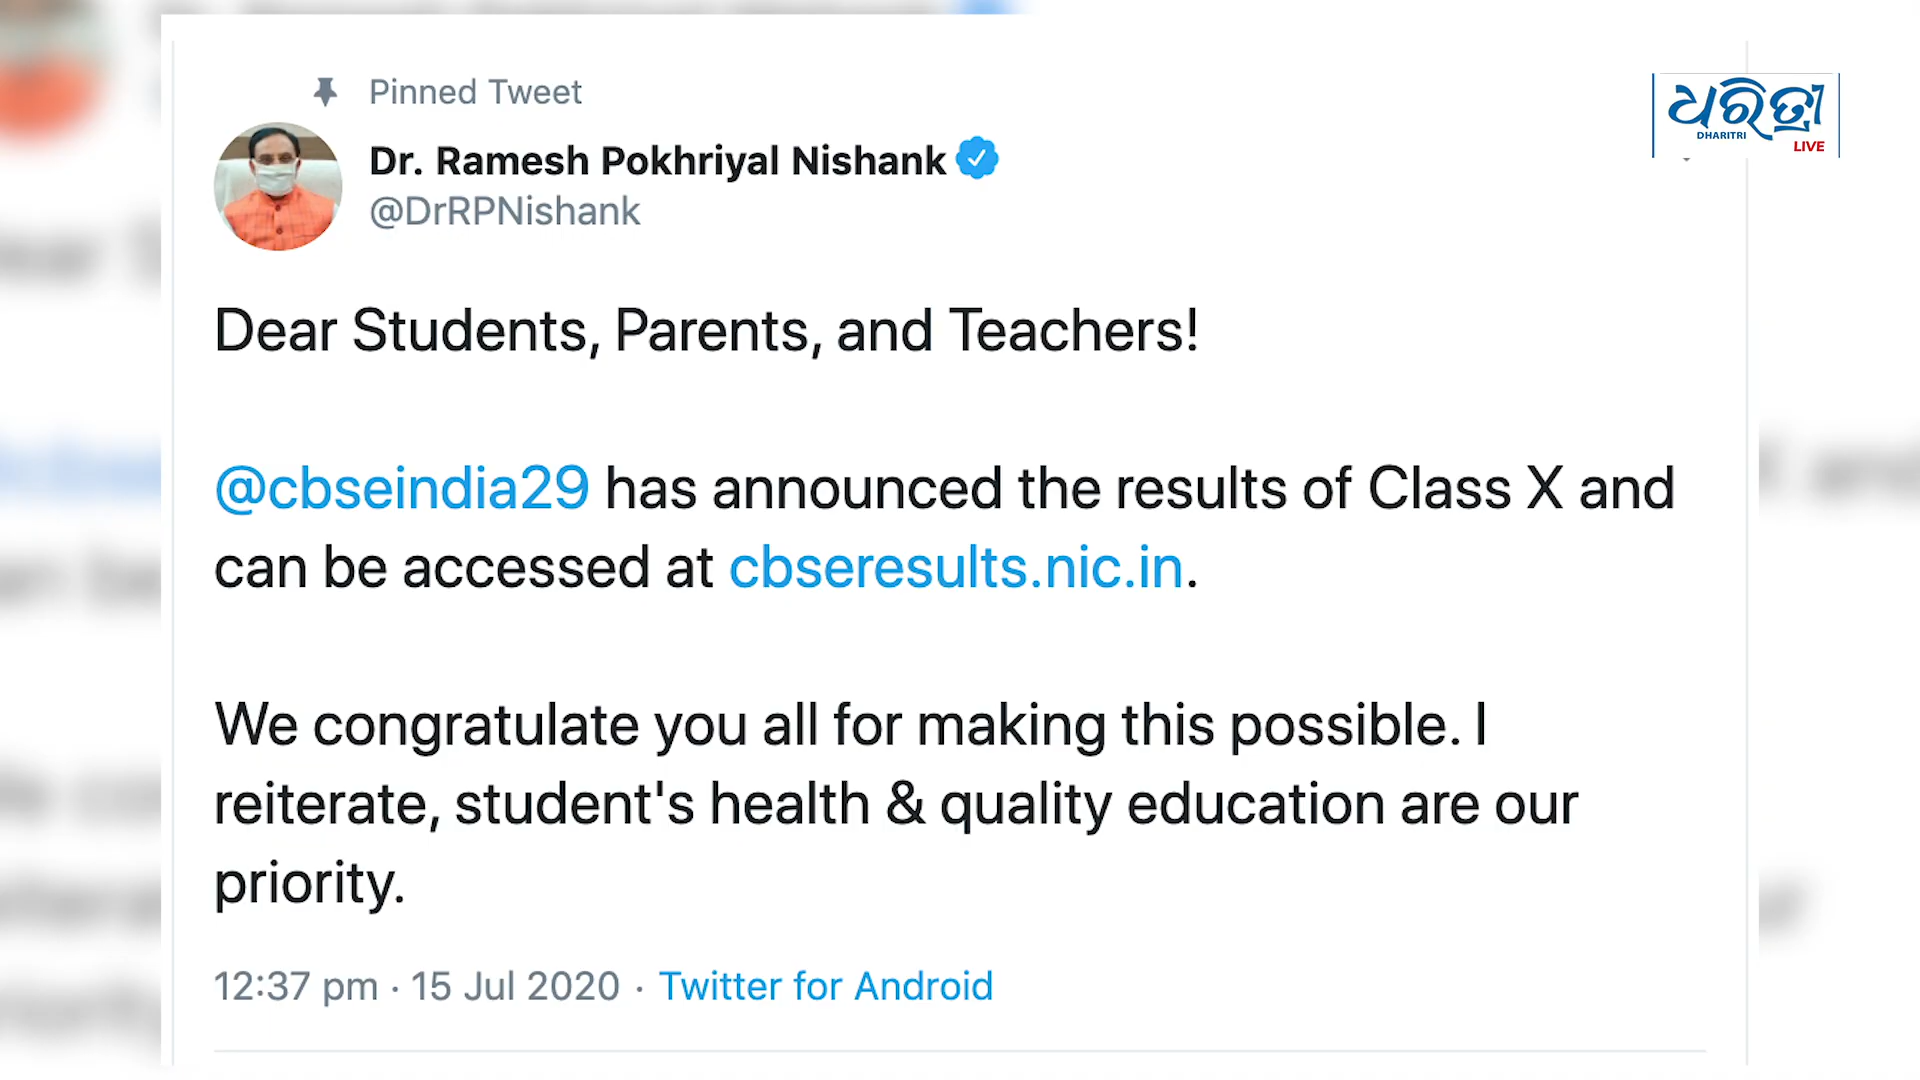 Pinned Tweet
Dr. Ramesh Pokhriyal Nishank
@DrRPNishank
ଧରିତ୍ରୀ
DHARITRI
LIVE
Dear Students, Parents, and Teachers!
@cbseindia29 has announced the results of Class X and
can be accessed at cbseresults.nic.in.
We congratulate you all for making this possible. I
reiterate, student's health & quality education are our
priority.
12:37 pm · 15 Jul 2020 · Twitter for Android